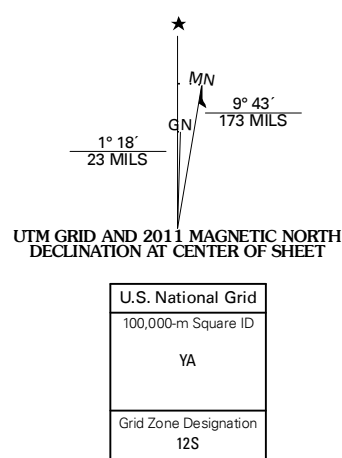 ★
MN
GN
9° 43´
173 MILS
1° 18´
23 MILS
UTM GRID AND 2011 MAGNETIC NORTH
DECLINATION AT CENTER OF SHEET
U.S. National Grid
100,000-m Square ID
YA
Grid Zone Designation
12S